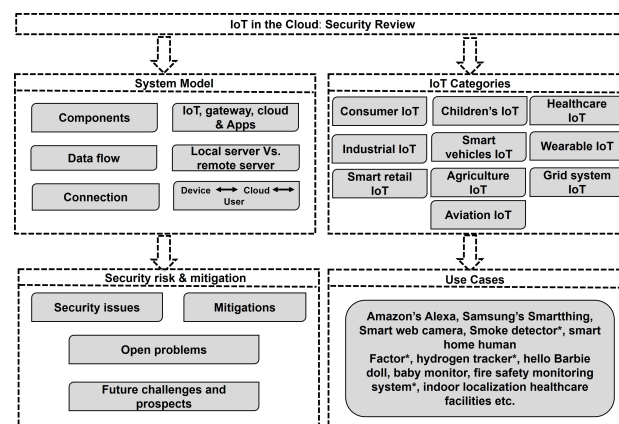 IoT in the Cloud: Security Review
System Model
Components
IoT, gateway, cloud
& Apps
Data flow
Local server Vs.
remote server
Connection
Device Cloud
User
IoT Categories
Consumer IoT
Children's IoT
Healthcare
IoT
Industrial IoT
Smart
vehicles IoT
Wearable IoT
Smart retail
IoT
Agriculture
IoT
Grid system
IoT
Aviation IoT
Security risk & mitigation
Security issues
Mitigations
Open problems
Future challenges and
prospects
Use Cases
Amazon's Alexa, Samsung's Smartthing,
Smart web camera, Smoke detector*, smart
home human
Factor*, hydrogen tracker*, hello Barbie
doll, baby monitor, fire safety monitoring
system*, indoor localization healthcare
facilities etc.